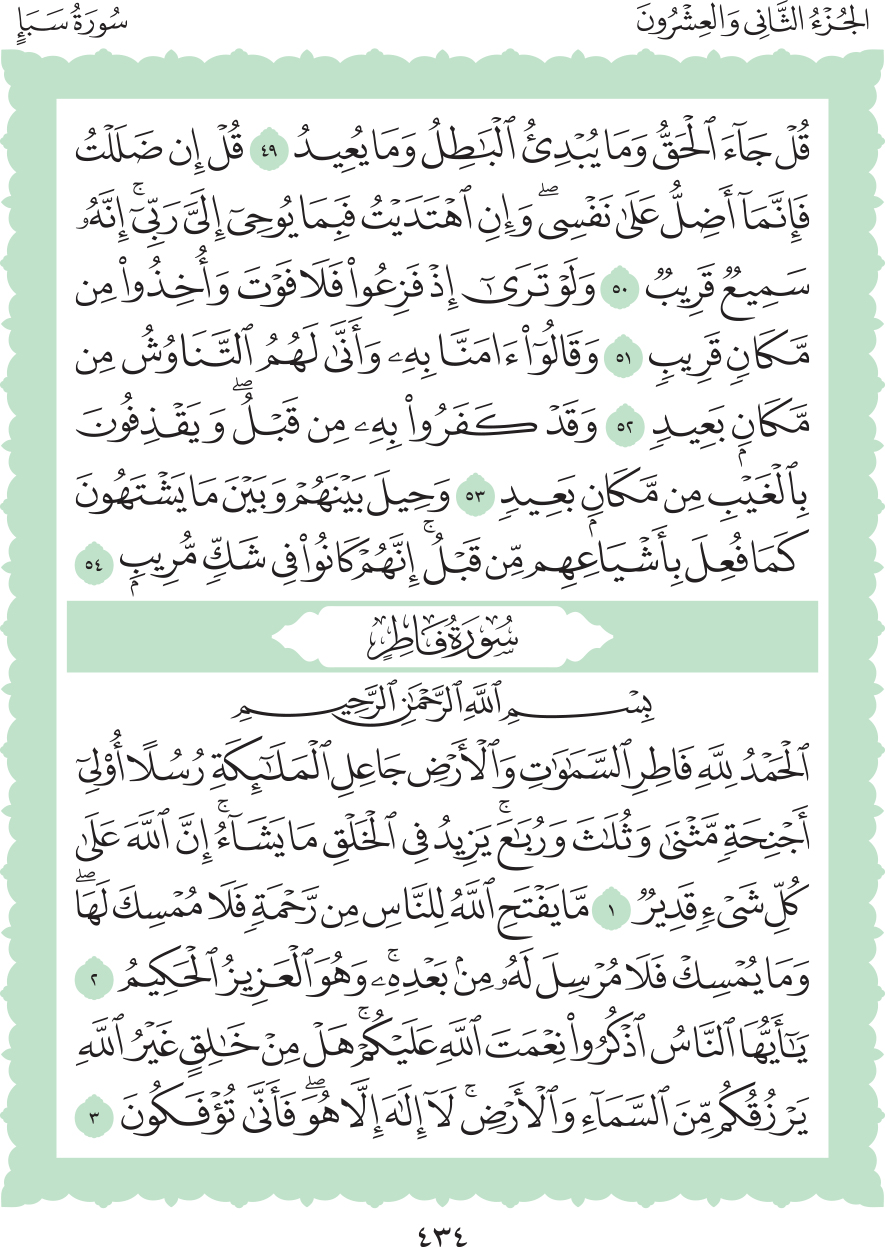 الجُزْءُ الثَّانِي وَالعِشْرُونَ
سُورَةُ سَبَإٍ
قُلۡ جَآءَ ٱلۡحَقُّ وَمَا يُبۡدِئُ ٱلۡبَٰطِلُ وَمَا يُعِيدُ ٤٩ قُلۡ إِن ضَلَلۡتُ
فَإِنَّمَآ أَضِلُّ عَلَىٰ نَفۡسِيۖ وَإِنِ ٱهۡتَدَيۡتُ فَبِمَا يُوحِيٓ إِلَيَّ رَبِّيٓۚ إِنَّهُۥ
سَمِيعٞ قَرِيبٞ ٥٠ وَلَوۡ تَرَىٰٓ إِذۡ فَزِعُواْ فَلَا فَوۡتَ وَأُخِذُواْ مِن
مَّكَانٖ قَرِيبٖ ٥١ وَقَالُوٓاْ ءَامَنَّا بِهِۦ وَأَنَّىٰ لَهُمُ ٱلتَّنَاوُشُ مِن
مَّكَانِۭ بَعِيدٖ ٥٢ وَقَدۡ كَفَرُواْ بِهِۦ مِن قَبۡلُۖ وَيَقۡذِفُونَ
بِٱلۡغَيۡبِ مِن مَّكَانِۭ بَعِيدٖ ٥٣ وَحِيلَ بَيۡنَهُمۡ وَبَيۡنَ مَا يَشۡتَهُونَ
كَمَا فُعِلَ بِأَشۡيَاعِهِم مِّن قَبۡلُۚ إِنَّهُمۡ كَانُواْ فِي شَكّٖ مُّرِيبِۭ ٥٤
سُورَةُ فَاطِرٍ
بِسۡمِ ٱللَّهِ ٱلرَّحۡمَٰنِ ٱلرَّحِيمِ
ٱلۡحَمۡدُ لِلَّهِ فَاطِرِ ٱلسَّمَٰوَٰتِ وَٱلۡأَرۡضِ جَاعِلِ ٱلۡمَلَٰٓئِكَةِ رُسُلًا أُوْلِيٓ
أَجۡنِحَةٖ مَّثۡنَىٰ وَثُلَٰثَ وَرُبَٰعَۚ يَزِيدُ فِي ٱلۡخَلۡقِ مَا يَشَآءُۚ إِنَّ ٱللَّهَ عَلَىٰ
كُلِّ شَيۡءٖ قَدِيرٞ ١ مَّا يَفۡتَحِ ٱللَّهُ لِلنَّاسِ مِن رَّحۡمَةٖ فَلَا مُمۡسِكَ لَهَاۖ
وَمَا يُمۡسِكۡ فَلَا مُرۡسِلَ لَهُۥ مِنۢ بَعۡدِهِۦۚ وَهُوَ ٱلۡعَزِيزُ ٱلۡحَكِيمُ ٢
يَٰٓأَيُّهَا ٱلنَّاسُ ٱذۡكُرُواْ نِعۡمَتَ ٱللَّهِ عَلَيۡكُمۡۚ هَلۡ مِنۡ خَٰلِقٍ غَيۡرُ ٱللَّهِ
يَرۡزُقُكُم مِّنَ ٱلسَّمَآءِ وَٱلۡأَرۡضِۚ لَآ إِلَٰهَ إِلَّا هُوَۖ فَأَنَّىٰ تُؤۡفَكُونَ ٣
٤٣٤